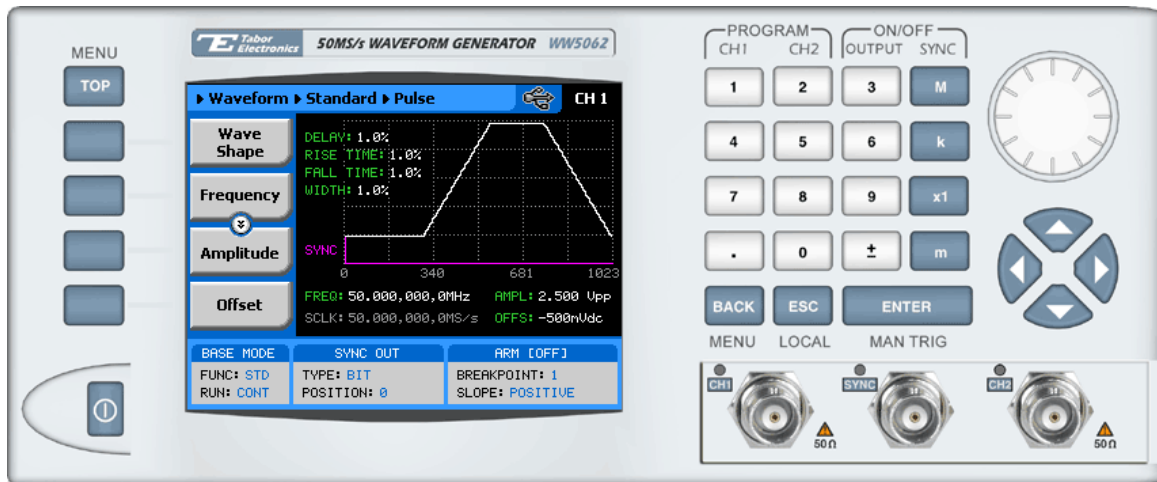 MENU
TOP
Tabor
Electronics
50MS/s WAVEFORM GENERATOR WW5062
Waveform Standard Pulse
CH 1
Wave
Shape
Frequency
Amplitude
Offset
DELAY: 1.0%
RISE TIME: 1.0%
FALL TIME: 1.0%
WIDTH: 1.0%
SYNC
0 340 681 1023
FREQ: 50.000,000,0MHz AMPL: 2.500 Vpp
SCLK: 50.000,000,0MS/s OFFS: -500mVdc
BASE MODE
FUNC: STD
RUN: CONT
SYNC OUT
TYPE: BIT
POSITION: 0
ARM [OFF]
BREAKPOINT: 1
SLOPE: POSITIVE
PROGRAM ON/OFF
CH1 CH2 OUTPUT SYNC
1 2 3 M
4 5 6 k
7 8 9 x1
. 0 ± m
BACK ESC ENTER
MENU LOCAL MAN TRIG
CH1 SYNC CH2
50Ω 50Ω